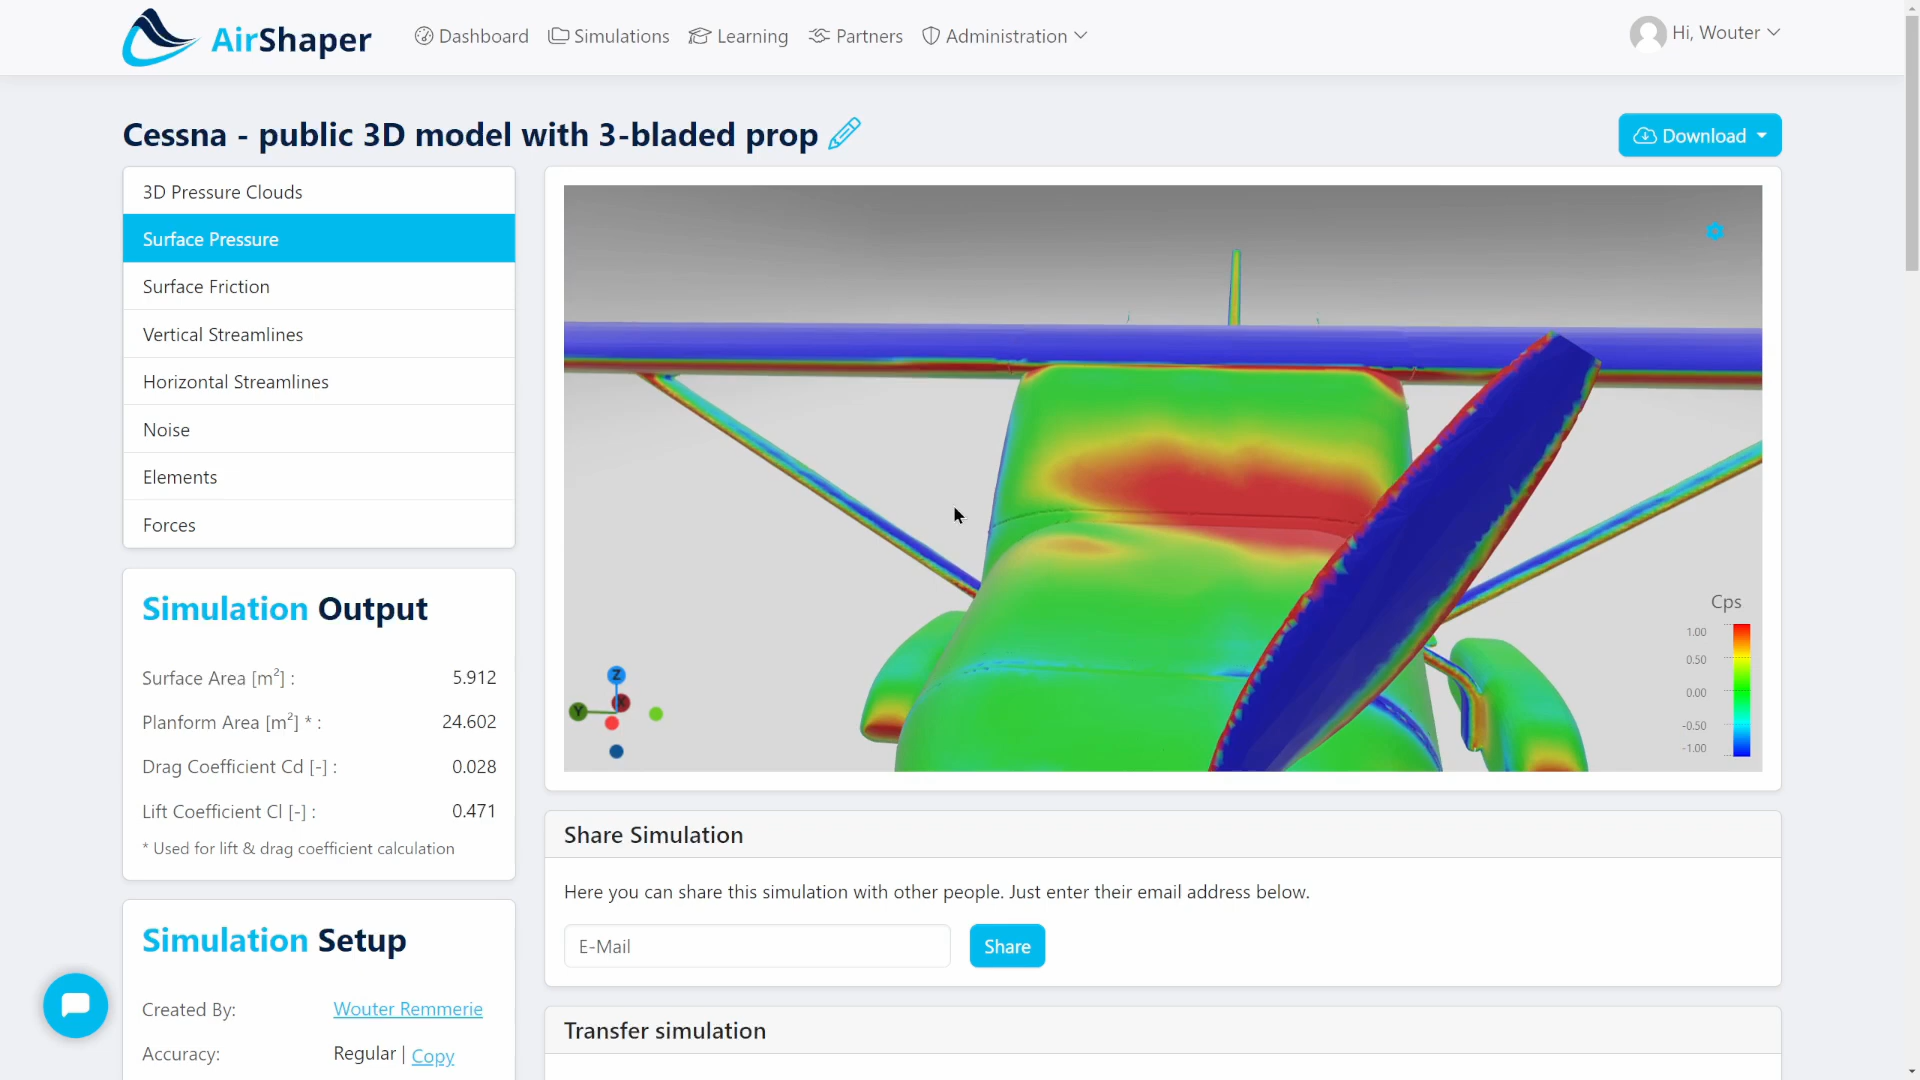 AirShaper
Dashboard Simulations Learning Partners Administration
Hi, Wouter
Cessna - public 3D model with 3-bladed prop
Download
3D Pressure Clouds
Surface Pressure
Surface Friction
Vertical Streamlines
Horizontal Streamlines
Noise
Elements
Forces
Simulation Output
Surface Area [m²] : 5.912
Planform Area [m²] * : 24.602
Drag Coefficient Cd [-] : 0.028
Lift Coefficient Cl [-] : 0.471
* Used for lift & drag coefficient calculation
Simulation Setup
Created By: Wouter Remmerie
Accuracy: Regular | Copy
Z
Y
X
Cps
1.00
0.50
0.00
-0.50
-1.00
Share Simulation
Here you can share this simulation with other people. Just enter their email address below.
E-Mail
Share
Transfer simulation